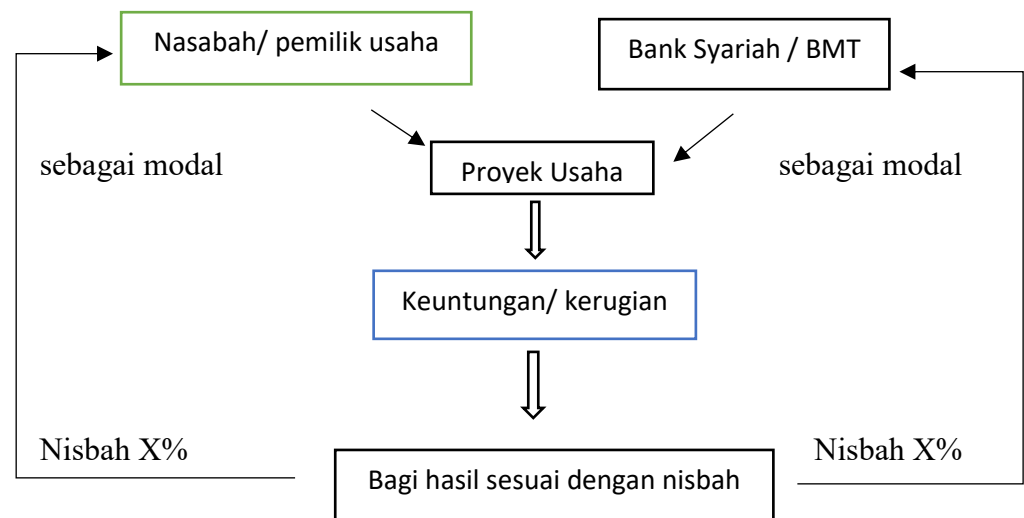 Nasabah/ pemilik usaha
Bank Syariah / BMT
sebagai modal
sebagai modal
Proyek Usaha
Keuntungan/ kerugian
Nisbah X%
Nisbah X%
Bagi hasil sesuai dengan nisbah